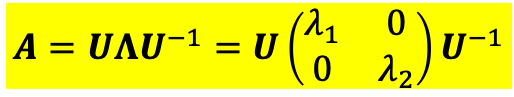 A = UΛU⁻¹ = U (λ₁ 0
0 λ₂) U⁻¹